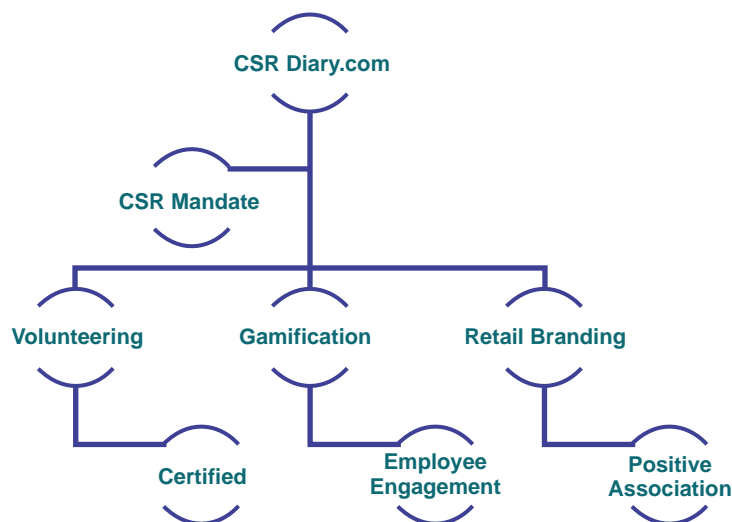 CSR Diary.com
CSR Mandate
Volunteering
Gamification
Retail Branding
Certified
Employee
Engagement
Positive
Association